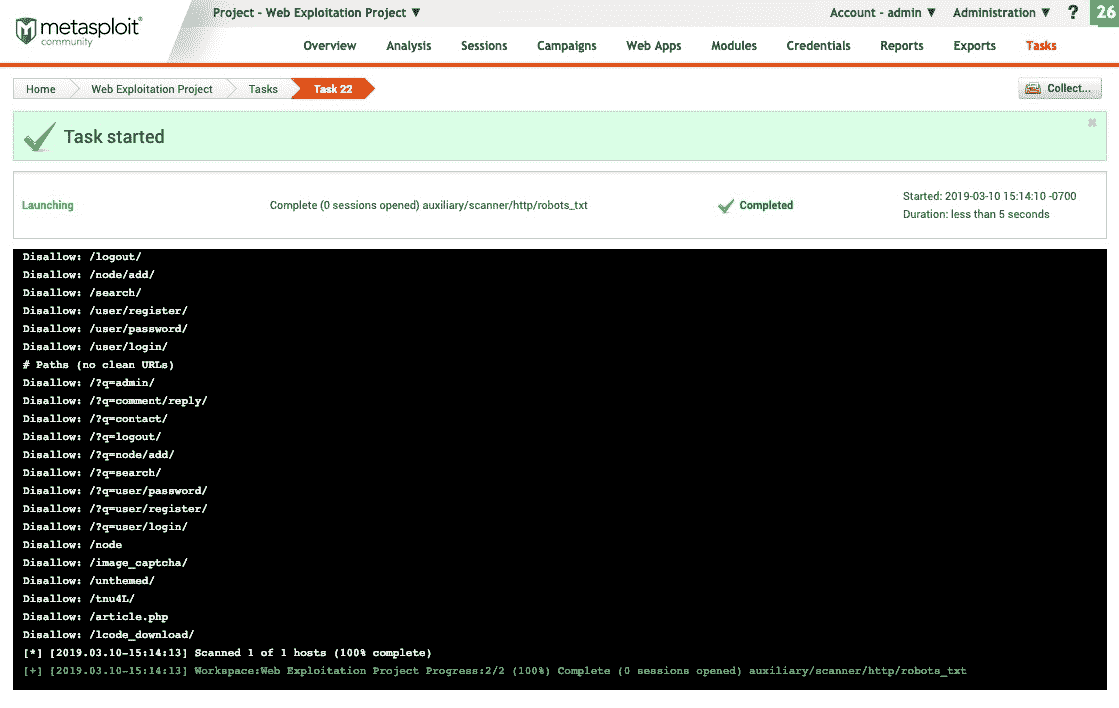 metasploit®
community
Project - Web Exploitation Project ▼
Account - admin ▼ Administration ▼ ? 26
Overview Analysis Sessions Campaigns Web Apps Modules Credentials Reports Exports Tasks
Home Web Exploitation Project Tasks Task 22 Collect...
Task started
Launching Complete (0 sessions opened) auxiliary/scanner/http/robots_txt Completed Started: 2019-03-10 15:14:10 -0700
Duration: less than 5 seconds
Disallow: /logout/
Disallow: /node/add/
Disallow: /search/
Disallow: /user/register/
Disallow: /user/password/
Disallow: /user/login/
# Paths (no clean URLs)
Disallow: /?q=admin/
Disallow: /?q=comment/reply/
Disallow: /?q=contact/
Disallow: /?q=logout/
Disallow: /?q=node/add/
Disallow: /?q=search/
Disallow: /?q=user/password/
Disallow: /?q=user/register/
Disallow: /?q=user/login/
Disallow: /node
Disallow: /image_captcha/
Disallow: /unthemed/
Disallow: /tnu4L/
Disallow: /article.php
Disallow: /lcode_download/
[*] [2019.03.10-15:14:13] Scanned 1 of 1 hosts (100% complete)
[+] [2019.03.10-15:14:13] Workspace:Web Exploitation Project Progress:2/2 (100%) Complete (0 sessions opened) auxiliary/scanner/http/robots_txt